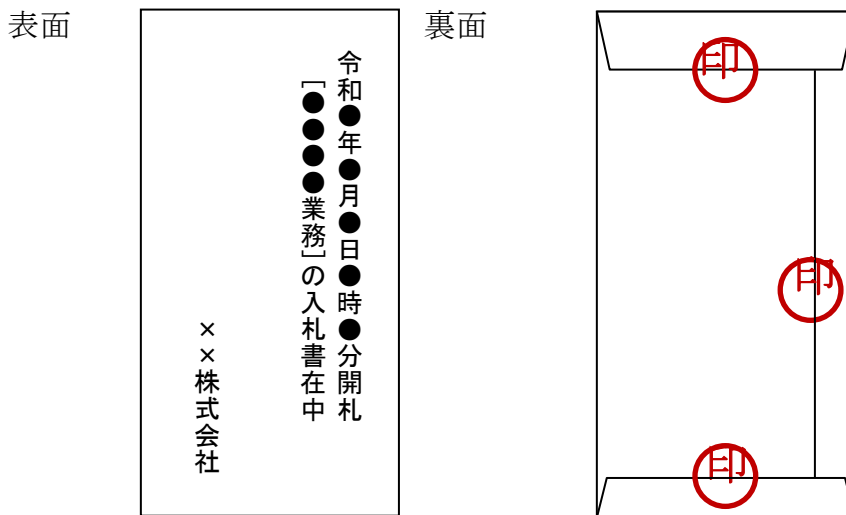 表面
令和●年●月●日●時●分開札
［●●●●業務］の入札書在中
××株式会社
裏面
印
印
印